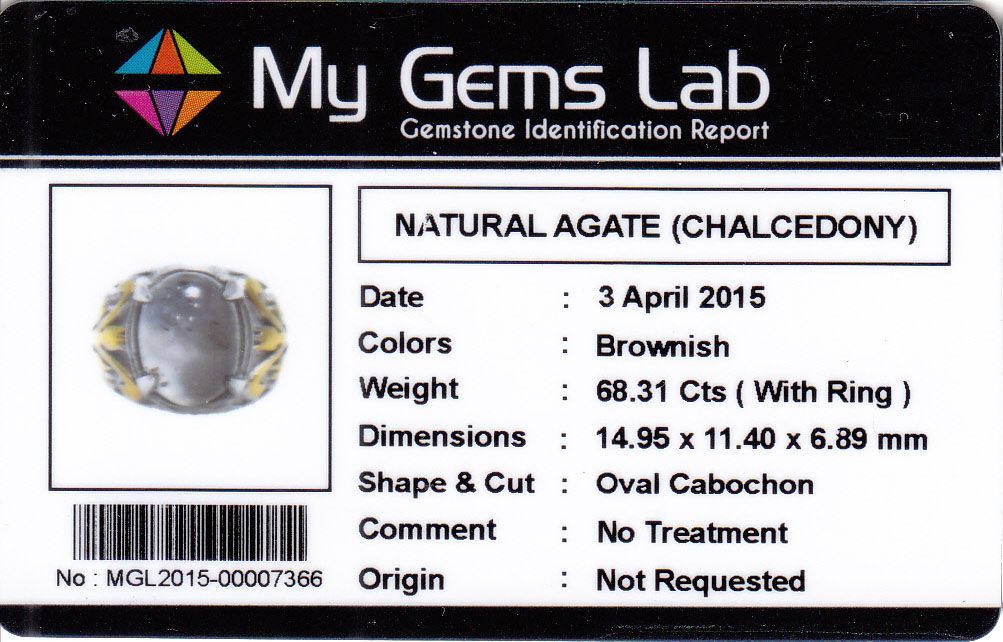 My Gems Lab
Gemstone Identification Report
NATURAL AGATE (CHALCEDONY)
Date : 3 April 2015
Colors : Brownish
Weight : 68.31 Cts ( With Ring )
Dimensions : 14.95 x 11.40 x 6.89 mm
Shape & Cut : Oval Cabochon
Comment : No Treatment
Origin : Not Requested
No : MGL2015-00007366